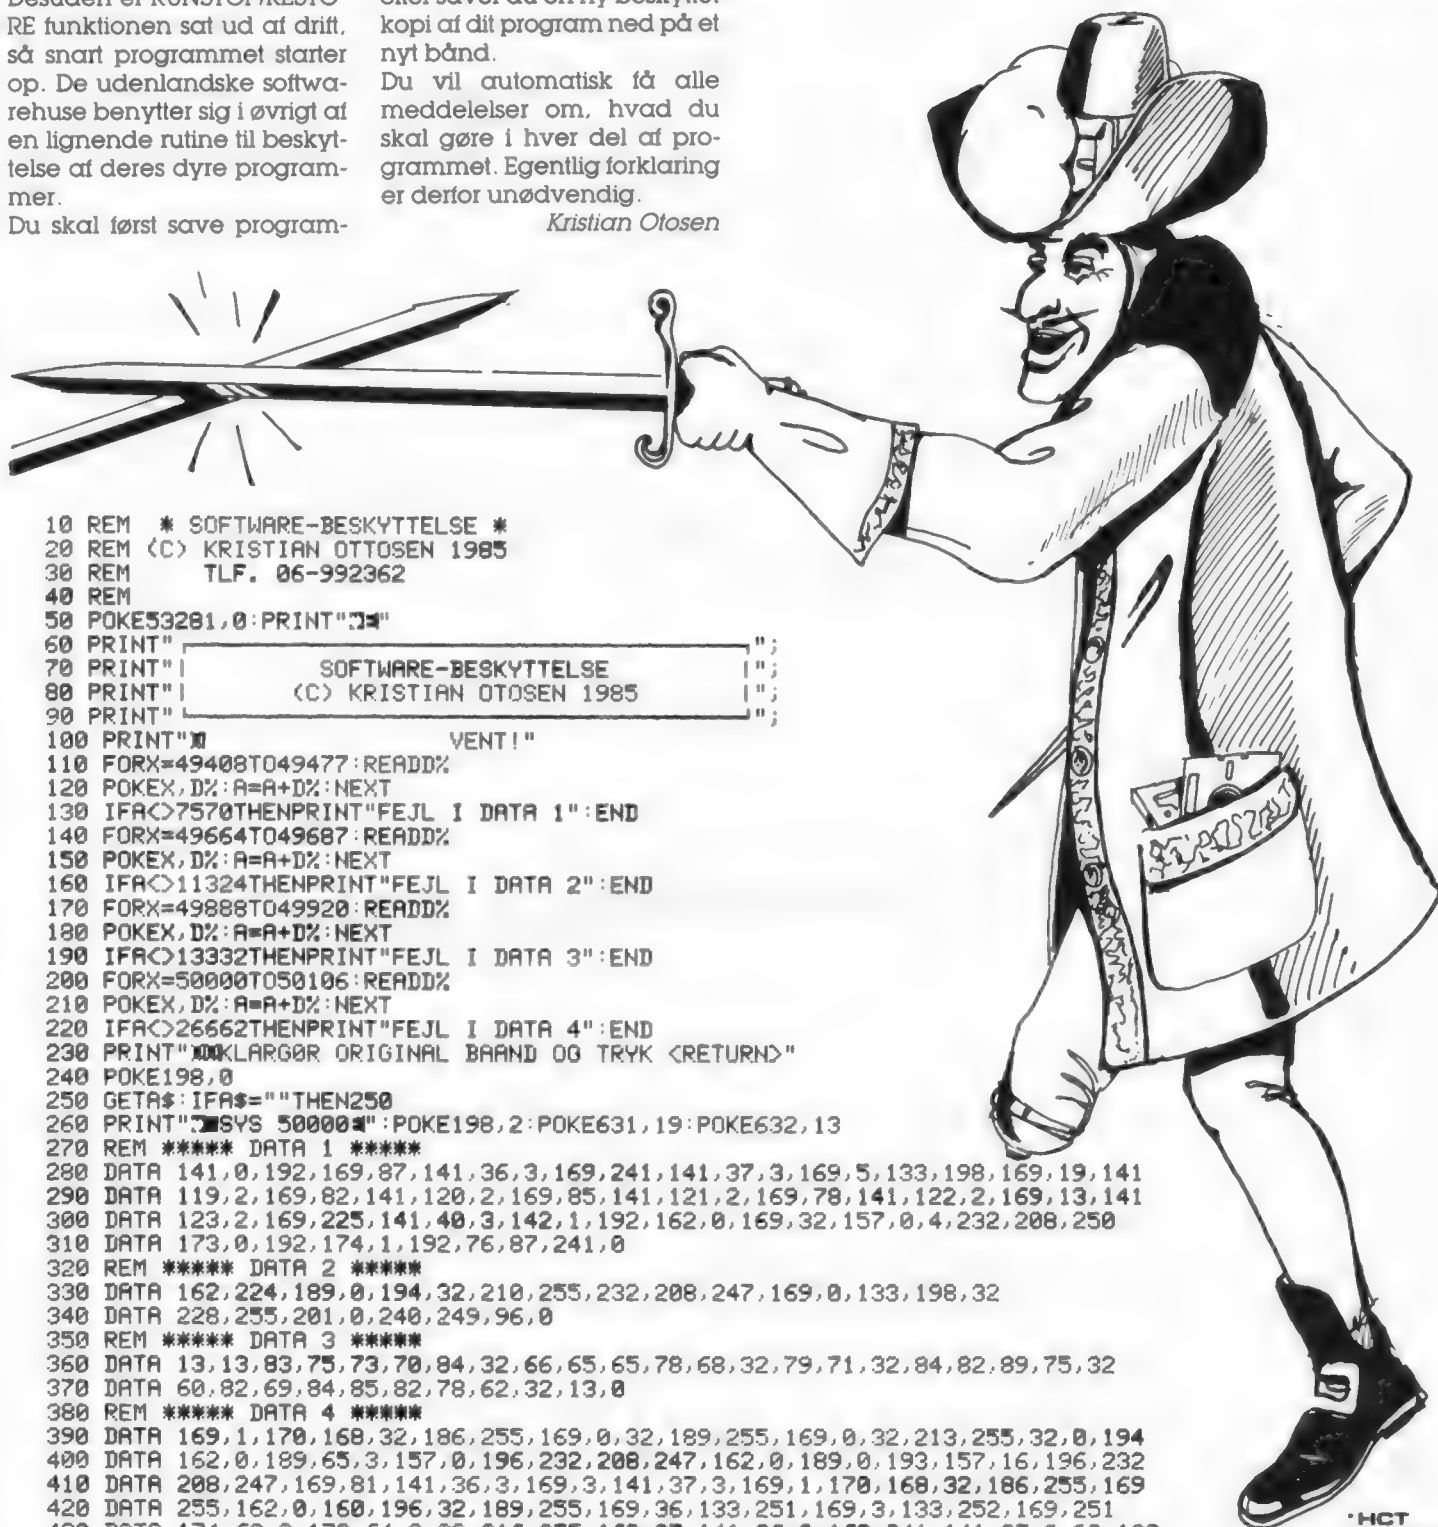 RE funktionen sat ud af drift,
så snart programmet starter
op. De udenlandske softwa-
rehuse benytter sig i øvrigt af
en lignende rutine til beskyt-
telse af deres dyre program-
mer.
Du skal først save program-
kopi af dit program ned på et
nyt bånd.
Du vil automatisk få alle
meddelelser om, hvad du
skal gøre i hver del af pro-
grammet. Egentlig forklaring
er derfor unødvendig.
Kristian Otosen
10 REM * SOFTWARE-BESKYTTELSE *
20 REM (C) KRISTIAN OTTOSEN 1985
30 REM TLF. 06-992362
40 REM
50 POKE53281,0:PRINT""
60 PRINT" ";
70 PRINT"| SOFTWARE-BESKYTTELSE |";
80 PRINT"| (C) KRISTIAN OTOSEN 1985 |";
90 PRINT" ";
100 PRINT" VENT!"
110 FORX=49408TO49477:READD%
120 POKEX,D%:A=A+D%:NEXT
130 IFA<>7570THENPRINT"FEJL I DATA 1":END
140 FORX=49664TO49687:READD%
150 POKEX,D%:A=A+D%:NEXT
160 IFA<>11324THENPRINT"FEJL I DATA 2":END
170 FORX=49888TO49920:READD%
180 POKEX,D%:A=A+D%:NEXT
190 IFA<>13332THENPRINT"FEJL I DATA 3":END
200 FORX=50000TO50106:READD%
210 POKEX,D%:A=A+D%:NEXT
220 IFA<>26662THENPRINT"FEJL I DATA 4":END
230 PRINT"KLARGØR ORIGINAL BAAND OG TRYK <RETURN>"
240 POKE198,0
250 GETA$:IFA$=""THEN250
260 PRINT"SYS 50000":POKE198,2:POKE631,19:POKE632,13
270 REM ***** DATA 1 *****
280 DATA 141,0,192,169,87,141,36,3,169,241,141,37,3,169,5,133,198,169,19,141
290 DATA 119,2,169,82,141,120,2,169,85,141,121,2,169,78,141,122,2,169,13,141
300 DATA 123,2,169,225,141,40,3,142,1,192,162,0,169,32,157,0,4,232,208,250
310 DATA 173,0,192,174,1,192,76,87,241,0
320 REM ***** DATA 2 *****
330 DATA 162,224,189,0,194,32,210,255,232,208,247,169,0,133,198,32
340 DATA 228,255,201,0,240,249,96,0
350 REM ***** DATA 3 *****
360 DATA 13,13,83,75,73,70,84,32,66,65,65,78,68,32,79,71,32,84,82,89,75,32
370 DATA 60,82,69,84,85,82,78,62,32,13,0
380 REM ***** DATA 4 *****
390 DATA 169,1,170,168,32,186,255,169,0,32,189,255,169,0,32,213,255,32,0,194
400 DATA 162,0,189,65,3,157,0,196,232,208,247,162,0,189,0,193,157,16,196,232
410 DATA 208,247,169,81,141,36,3,169,3,141,37,3,169,1,170,168,32,186,255,169
420 DATA 255,162,0,160,196,32,189,255,169,36,133,251,169,3,133,252,169,251
HCT